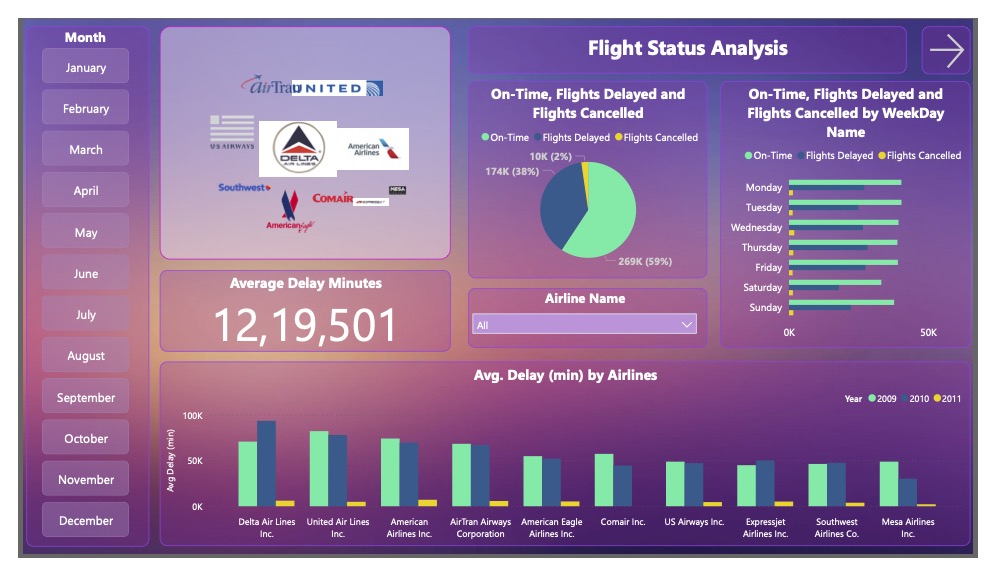 Month
January
February
March
April
May
June
July
August
September
October
November
December
airTran
UNITED
US AIRWAYS
DELTA
AIR LINES
American
Airlines
Southwest
COMAIR
MESA
American
Average Delay Minutes
12,19,501
Flight Status Analysis
On-Time, Flights Delayed and
Flights Cancelled
On-Time Flights Delayed Flights Cancelled
10K (2%)
174K (38%)
269K (59%)
Airline Name
All
On-Time, Flights Delayed and
Flights Cancelled by WeekDay
Name
On-Time Flights Delayed Flights Cancelled
Monday
Tuesday
Wednesday
Thursday
Friday
Saturday
Sunday
0K 50K
Avg. Delay (min) by Airlines
Year 2009 2010 2011
Avg Delay (min)
100K
50K
0K
Delta Air Lines
Inc.
United Air Lines
Inc.
American
Airlines Inc.
AirTran Airways
Corporation
American Eagle
Airlines Inc.
Comair Inc.
US Airways Inc.
Expressjet
Airlines Inc.
Southwest
Airlines Co.
Mesa Airlines
Inc.